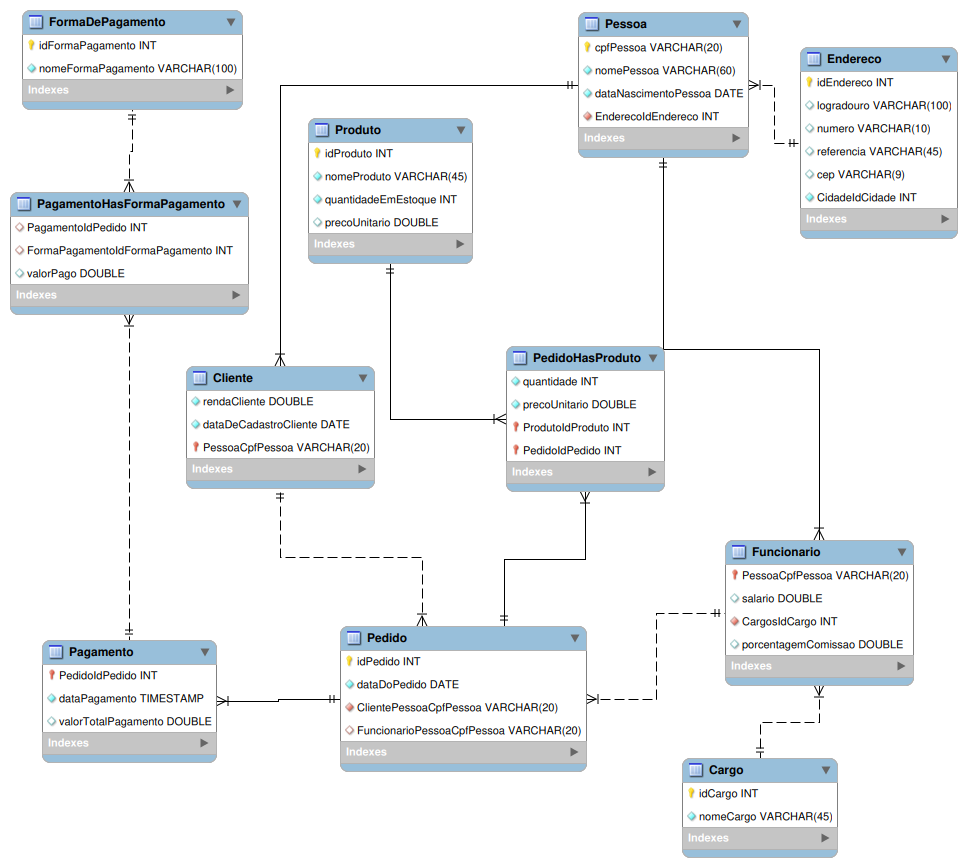 FormaDePagamento
idFormaPagamento INT
nomeFormaPagamento VARCHAR(100)
Indexes
Pessoa
cpfPessoa VARCHAR(20)
nomePessoa VARCHAR(60)
dataNascimentoPessoa DATE
EnderecoIdEndereco INT
Indexes
Endereco
idEndereco INT
logradouro VARCHAR(100)
numero VARCHAR(10)
referencia VARCHAR(45)
cep VARCHAR(9)
CidadeIdCidade INT
Indexes
Produto
idProduto INT
nomeProduto VARCHAR(45)
quantidadeEmEstoque INT
precoUnitario DOUBLE
Indexes
PagamentoHasFormaPagamento
PagamentoIdPedido INT
FormaPagamentoIdFormaPagamento INT
valorPago DOUBLE
Indexes
Cliente
rendaCliente DOUBLE
dataDeCadastroCliente DATE
PessoaCpfPessoa VARCHAR(20)
Indexes
PedidoHasProduto
quantidade INT
precoUnitario DOUBLE
ProdutoIdProduto INT
PedidoIdPedido INT
Indexes
Funcionario
PessoaCpfPessoa VARCHAR(20)
salario DOUBLE
CargosIdCargo INT
porcentagemComissao DOUBLE
Indexes
Pagamento
PedidoIdPedido INT
dataPagamento TIMESTAMP
valorTotalPagamento DOUBLE
Indexes
Pedido
idPedido INT
dataDoPedido DATE
ClientePessoaCpfPessoa VARCHAR(20)
FuncionarioPessoaCpfPessoa VARCHAR(20)
Indexes
Cargo
idCargo INT
nomeCargo VARCHAR(45)
Indexes